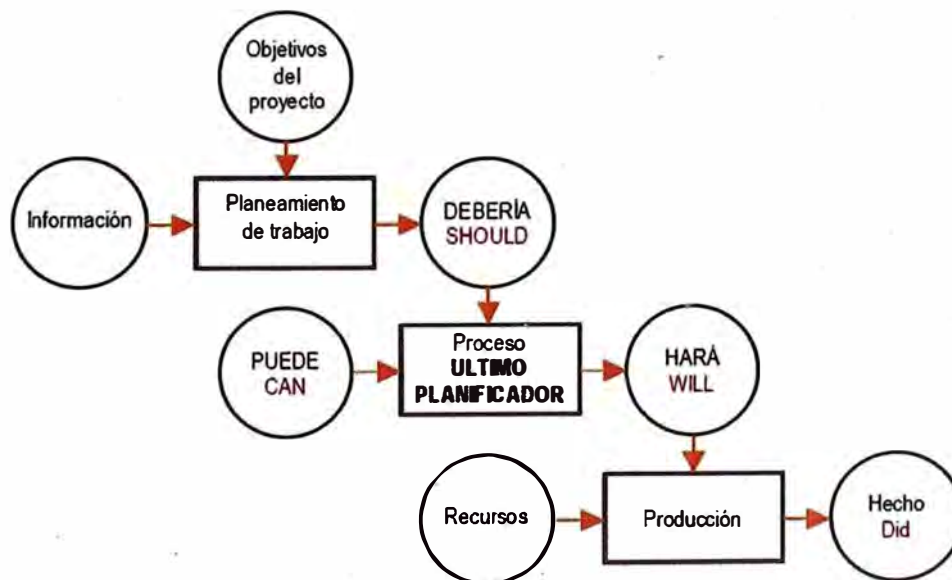 Objetivos
del
proyecto
Información
Planeamiento
de trabajo
DEBERÍA
SHOULD
PUEDE
CAN
Proceso
ULTIMO
PLANIFICADOR
HARÁ
WILL
Recursos
Producción
Hecho
Did